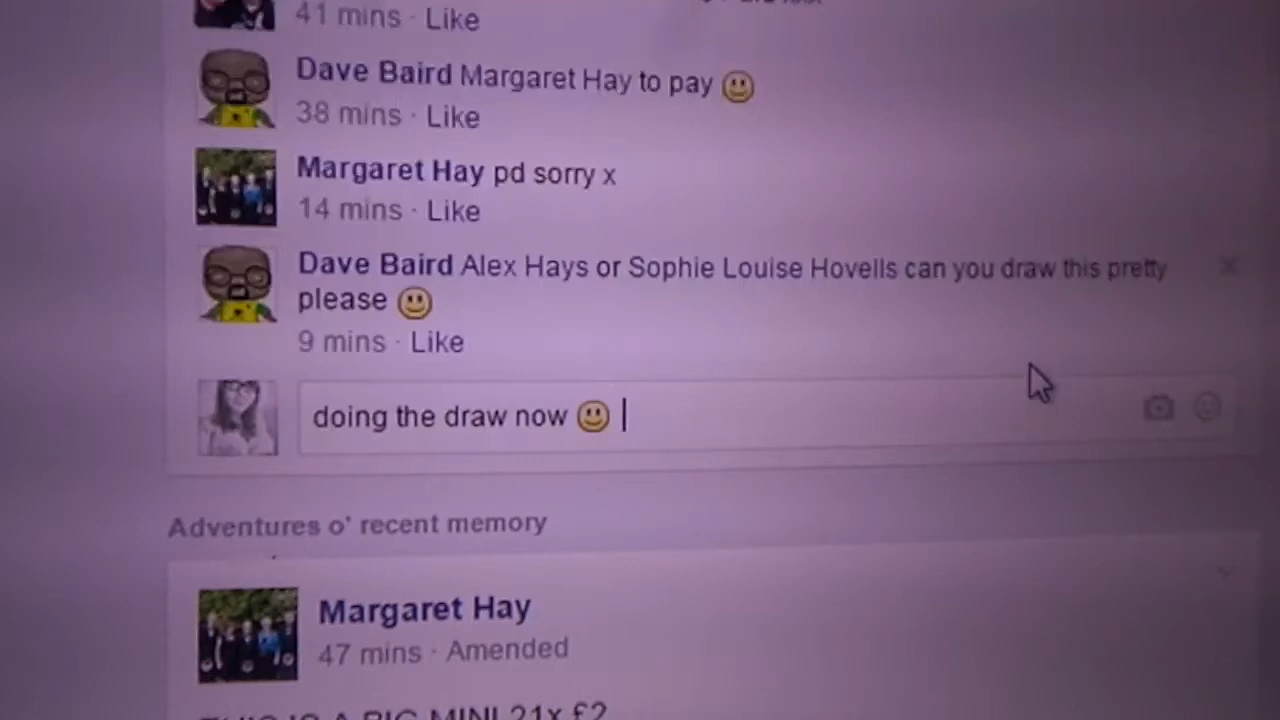 41 mins · Like
Dave Baird Margaret Hay to pay
38 mins · Like
Margaret Hay pd sorry x
14 mins · Like
Dave Baird Alex Hays or Sophie Louise Hovells can you draw this pretty
please
9 mins · Like
doing the draw now
Adventures o' recent memory
Margaret Hay
47 mins · Amended
THIS IS A BIG MINI 21x £2